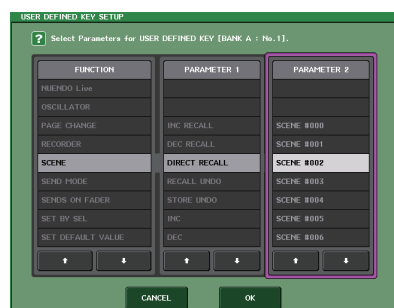 USER DEFINED KEY SETUP
? Select Parameters for USER DEFINED KEY [BANK A : No.1].
FUNCTION PARAMETER 1 PARAMETER 2
NUENDO Live
OSCILLATOR
PAGE CHANGE INC RECALL SCENE #000
RECORDER DEC RECALL SCENE #001
SCENE DIRECT RECALL SCENE #002
SEND MODE RECALL UNDO SCENE #003
SENDS ON FADER STORE UNDO SCENE #004
SET BY SEL INC SCENE #005
SET DEFAULT VALUE DEC SCENE #006
CANCEL OK